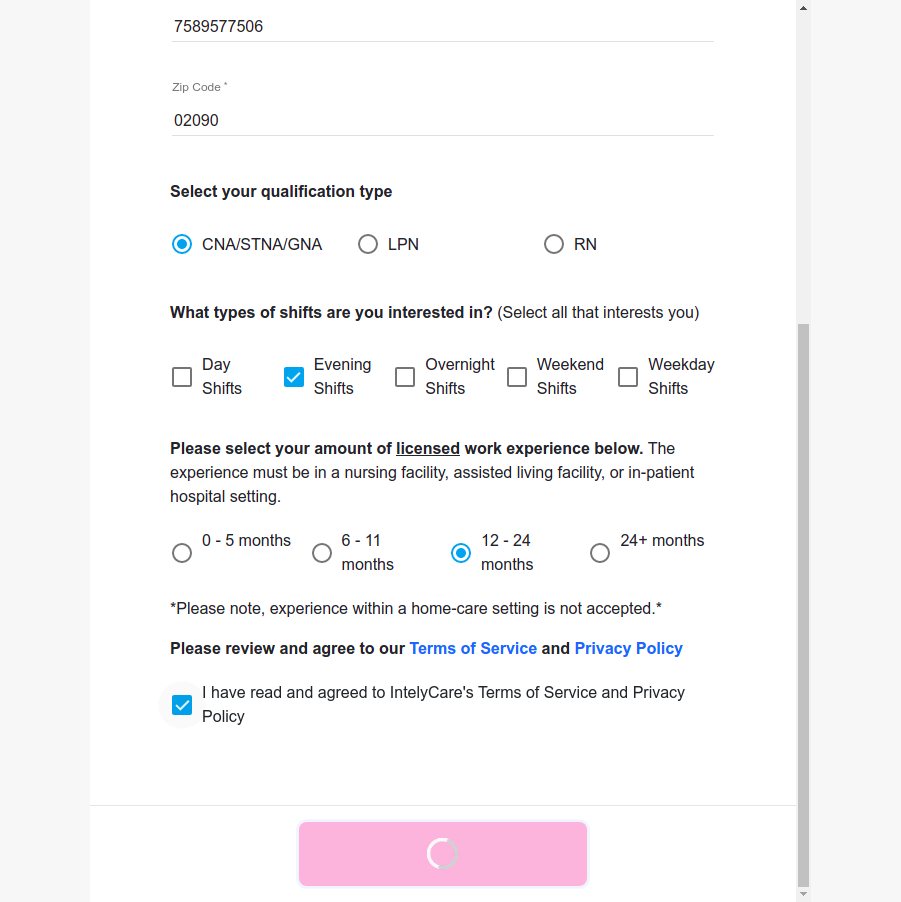 7589577506
Zip Code *
02090
Select your qualification type
CNA/STNA/GNA LPN RN
What types of shifts are you interested in? (Select all that interests you)
Day Shifts
Evening Shifts
Overnight Shifts
Weekend Shifts
Weekday Shifts
Please select your amount of licensed work experience below. The
experience must be in a nursing facility, assisted living facility, or in-patient
hospital setting.
0 - 5 months
6 - 11 months
12 - 24 months
24+ months
*Please note, experience within a home-care setting is not accepted.*
Please review and agree to our Terms of Service and Privacy Policy
I have read and agreed to IntelyCare's Terms of Service and Privacy
Policy